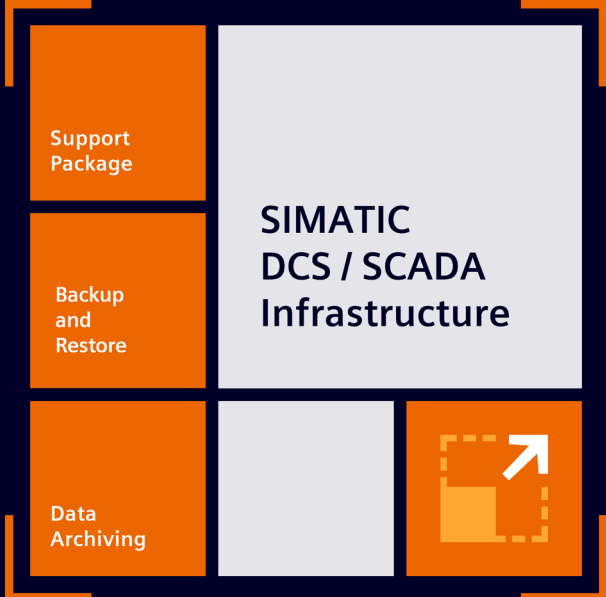 Support
Package
SIMATIC
DCS / SCADA
Infrastructure
Backup
and
Restore
Data
Archiving